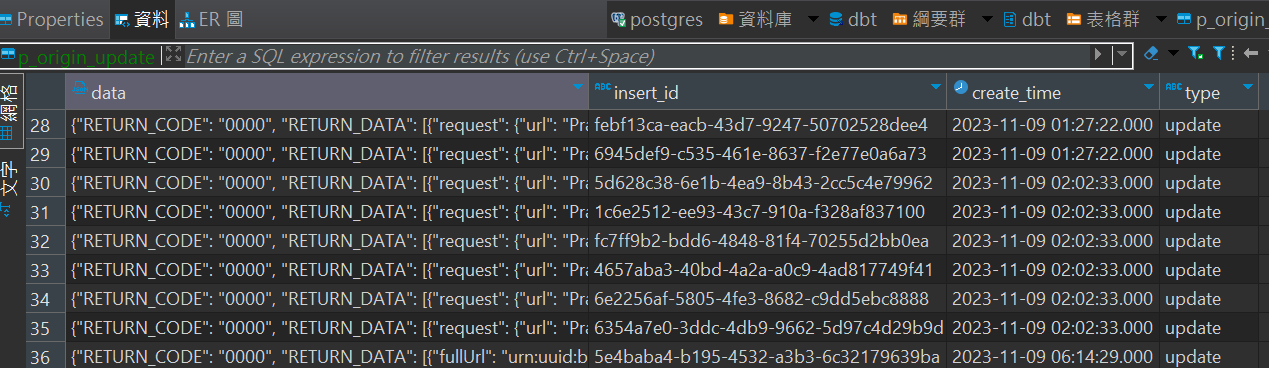 Properties 資料 ER 圖 postgres 資料庫 dbt 綱要群 dbt 表格群 p_origin_
p_origin_update Enter a SQL expression to filter results (use Ctrl+Space)
網格
文字
data ABC insert_id create_time ABC type
28 {"RETURN_CODE": "0000", "RETURN_DATA": [{"request": {"url": "Pra febf13ca-eacb-43d7-9247-50702528dee4 2023-11-09 01:27:22.000 update
29 {"RETURN_CODE": "0000", "RETURN_DATA": [{"request": {"url": "Pra 6945def9-c535-461e-8637-f2e77e0a6a73 2023-11-09 01:27:22.000 update
30 {"RETURN_CODE": "0000", "RETURN_DATA": [{"request": {"url": "Pra 5d628c38-6e1b-4ea9-8b43-2cc5c4e79962 2023-11-09 02:02:33.000 update
31 {"RETURN_CODE": "0000", "RETURN_DATA": [{"request": {"url": "Pra 1c6e2512-ee93-43c7-910a-f328af837100 2023-11-09 02:02:33.000 update
32 {"RETURN_CODE": "0000", "RETURN_DATA": [{"request": {"url": "Pra fc7ff9b2-bdd6-4848-81f4-70255d2bb0ea 2023-11-09 02:02:33.000 update
33 {"RETURN_CODE": "0000", "RETURN_DATA": [{"request": {"url": "Pra 4657aba3-40bd-4a2a-a0c9-4ad817749f41 2023-11-09 02:02:33.000 update
34 {"RETURN_CODE": "0000", "RETURN_DATA": [{"request": {"url": "Pra 6e2256af-5805-4fe3-8682-c9dd5ebc8888 2023-11-09 02:02:33.000 update
35 {"RETURN_CODE": "0000", "RETURN_DATA": [{"request": {"url": "Pra 6354a7e0-3ddc-4db9-9662-5d97c4d29b9d 2023-11-09 02:02:33.000 update
36 {"RETURN_CODE": "0000", "RETURN_DATA": [{"fullUrl": "urn:uuid:b 5e4baba4-b195-4532-a3b3-6c32179639ba 2023-11-09 06:14:29.000 update